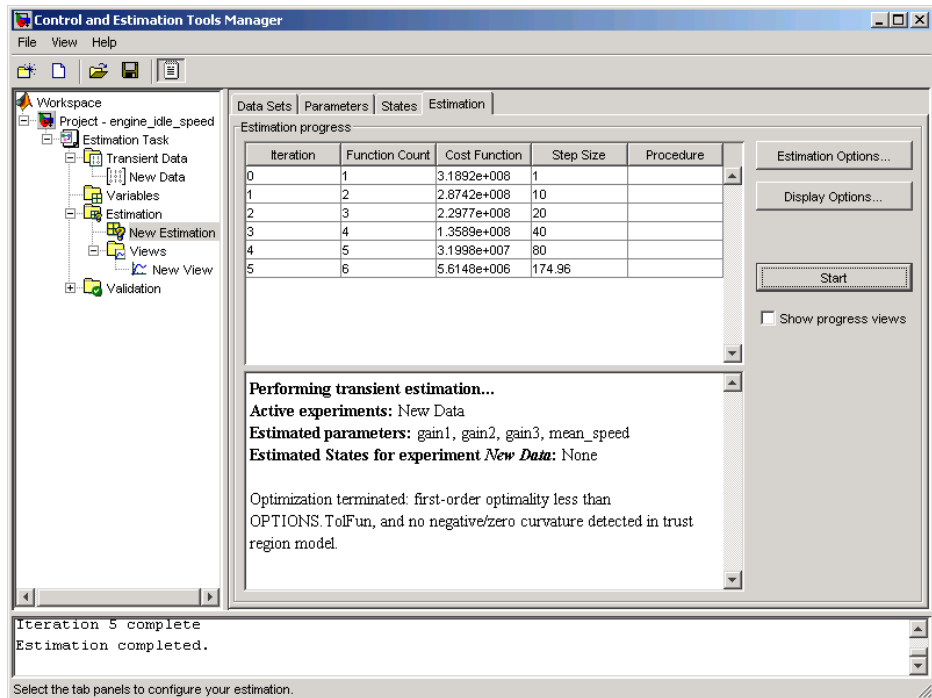 Control and Estimation Tools Manager
File View Help
Workspace
Project - engine_idle_speed
Estimation Task
Transient Data
New Data
Variables
Estimation
New Estimation
Views
New View
Validation
Data Sets Parameters States Estimation
Estimation progress
Iteration Function Count Cost Function Step Size Procedure
0 1 3.1892e+008 1
1 2 2.8742e+008 10
2 3 2.2977e+008 20
3 4 1.3589e+008 40
4 5 3.1998e+007 80
5 6 5.6148e+006 174.96
Estimation Options...
Display Options...
Start
Show progress views
Performing transient estimation...
Active experiments: New Data
Estimated parameters: gain1, gain2, gain3, mean_speed
Estimated States for experiment New Data: None
Optimization terminated: first-order optimality less than
OPTIONS.TolFun, and no negative/zero curvature detected in trust
region model.
Iteration 5 complete
Estimation completed.
Select the tab panels to configure your estimation.